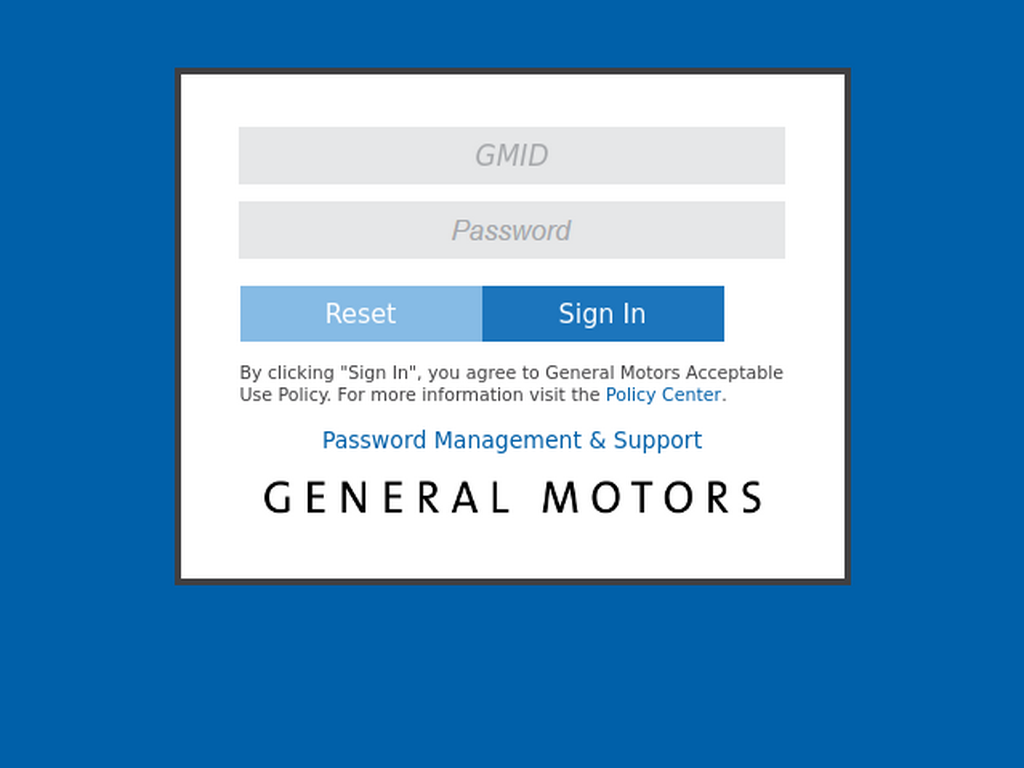 GMID
Password
Reset Sign In
By clicking "Sign In", you agree to General Motors Acceptable
Use Policy. For more information visit the Policy Center.
Password Management & Support
GENERAL MOTORS